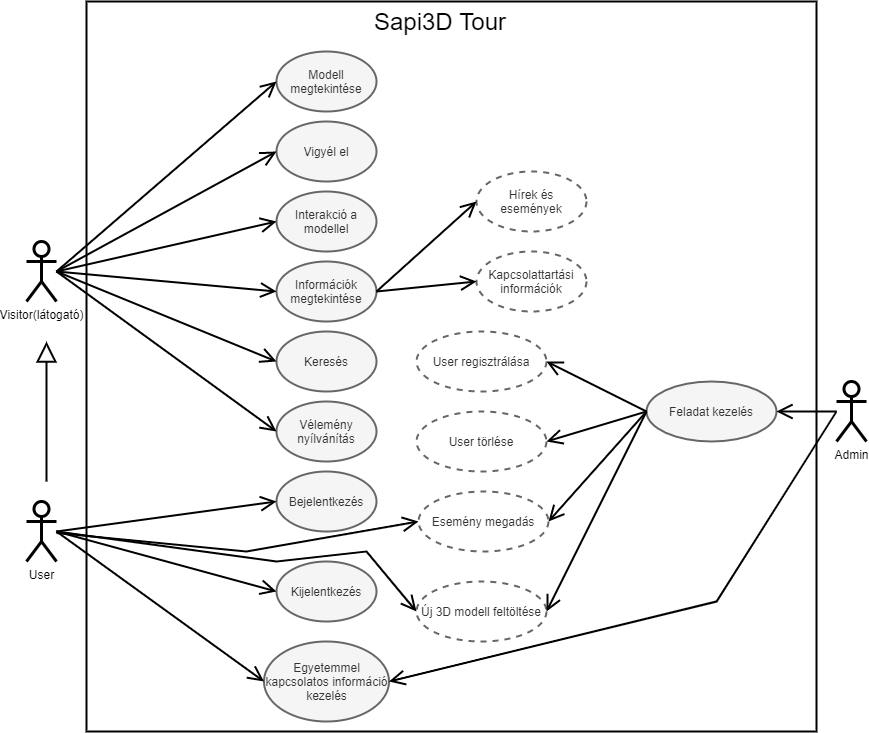 Sapi3D Tour
Modell
megtekintése
Vigyél el
Interakció a
modellel
Információk
megtekintése
Keresés
Vélemény
nyílvánítás
Bejelentkezés
Kijelentkezés
Egyetemmel
kapcsolatos információ
kezelés
Hírek és
események
Kapcsolattartási
információk
User regisztrálása
User törlése
Esemény megadás
Új 3D modell feltöltése
Feladat kezelés
Visitor(látogató)
User
Admin